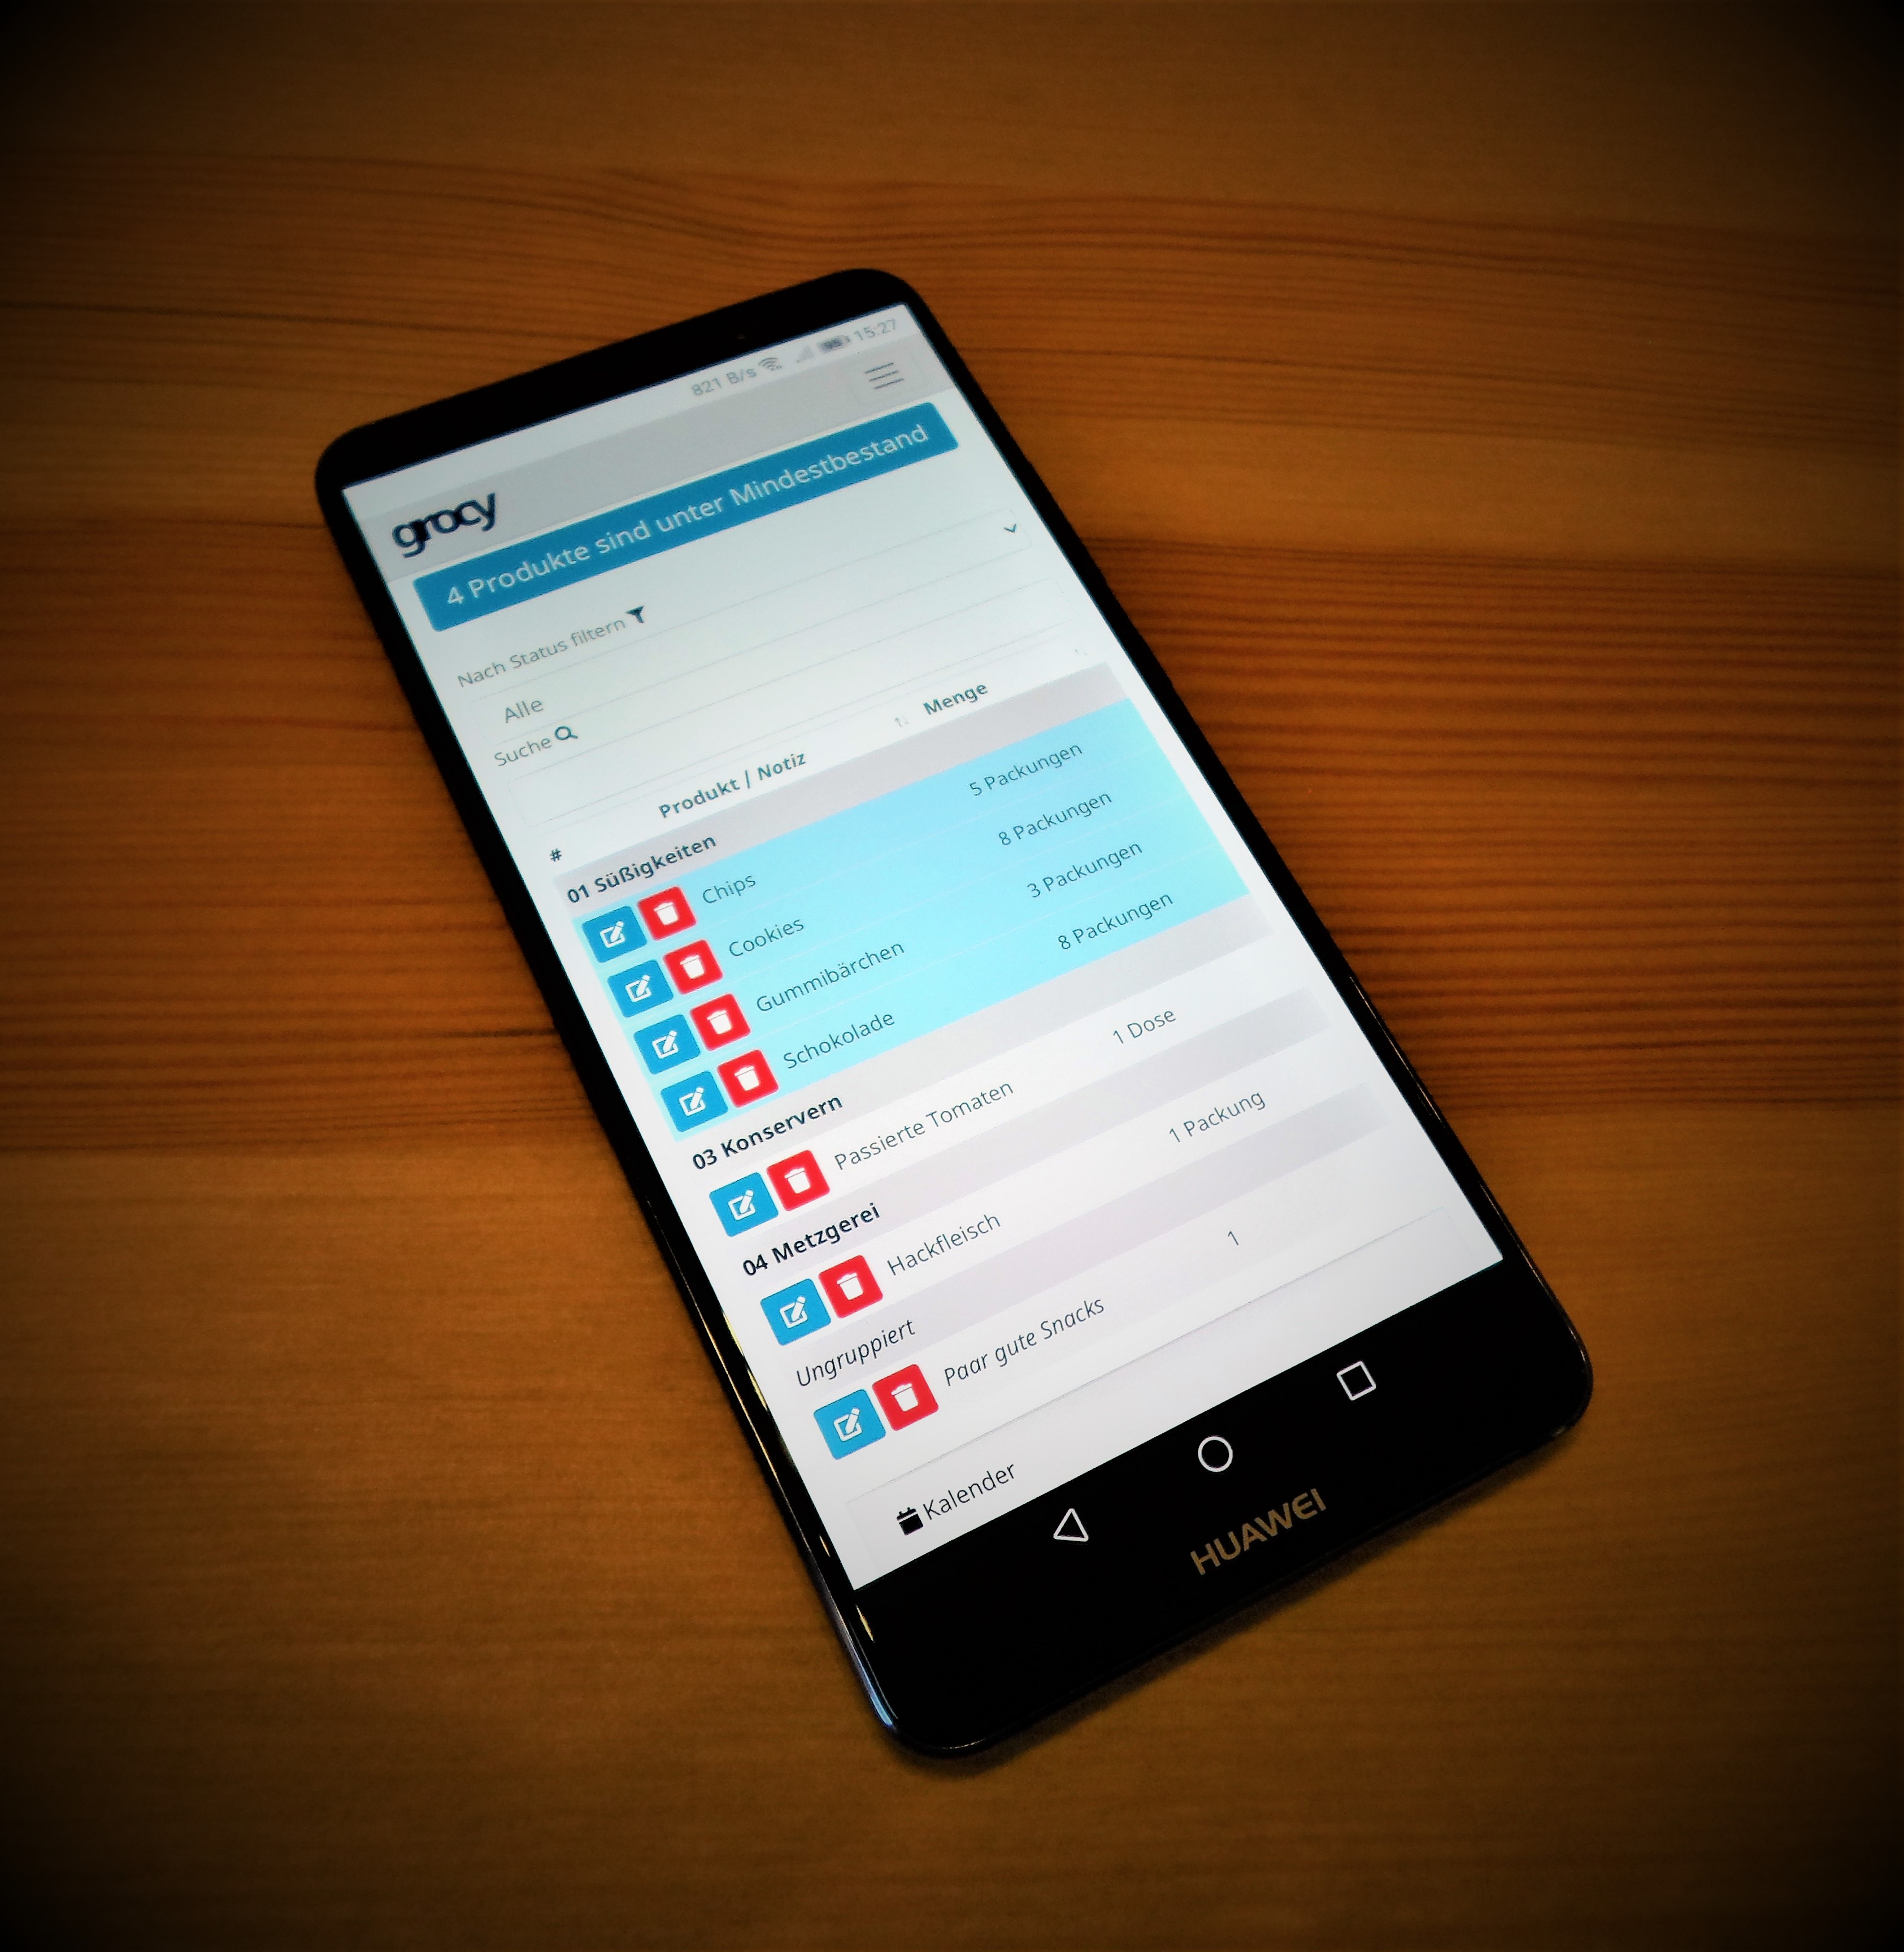 821 B/s 95 15:27
grocy
4 Produkte sind unter Mindestbestand
Nach Status filtern
Alle
Suche
# Produkt / Notiz Menge
01 Süßigkeiten
Chips 5 Packungen
Cookies 8 Packungen
Gummibärchen 3 Packungen
Schokolade 8 Packungen
03 Konservern
Passierte Tomaten 1 Dose
04 Metzgerei
Hackfleisch 1 Packung
Ungruppiert
Paar gute Snacks 1
Kalender
HUAWEI